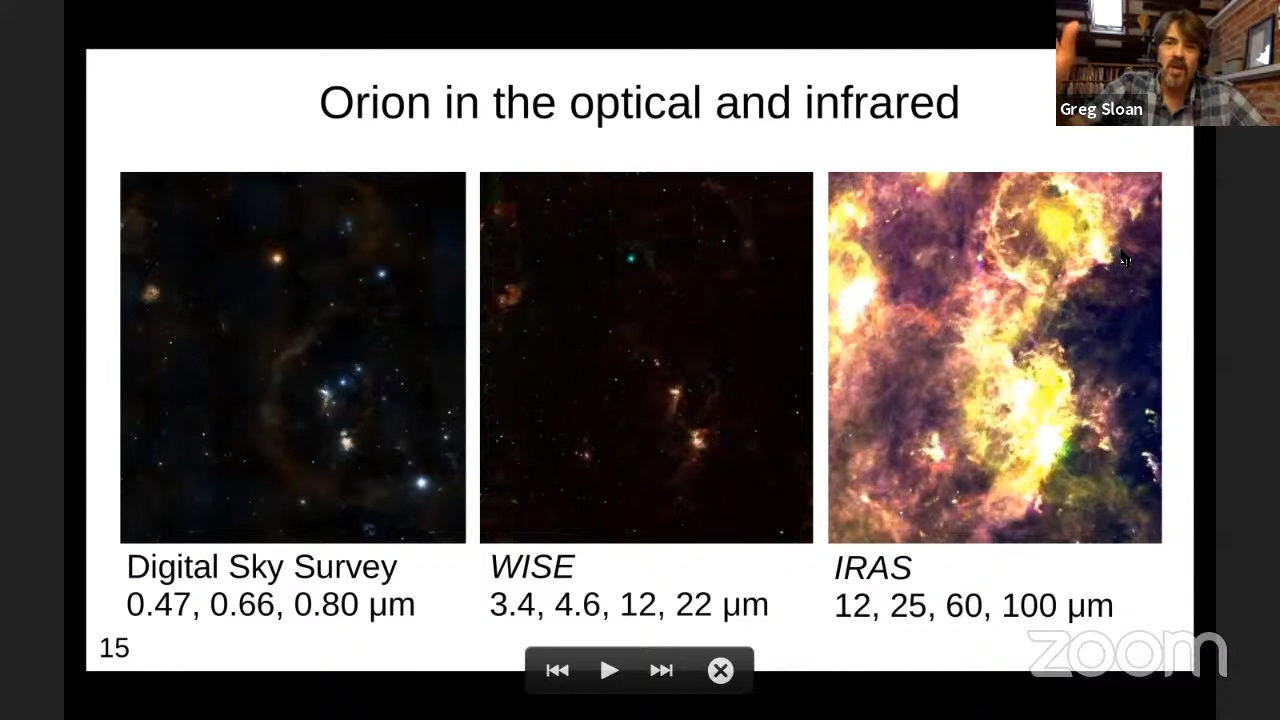 Orion in the optical and infrared
Greg Sloan
Digital Sky Survey
0.47, 0.66, 0.80 μm
WISE
3.4, 4.6, 12, 22 μm
IRAS
12, 25, 60, 100 μm
15
zoom